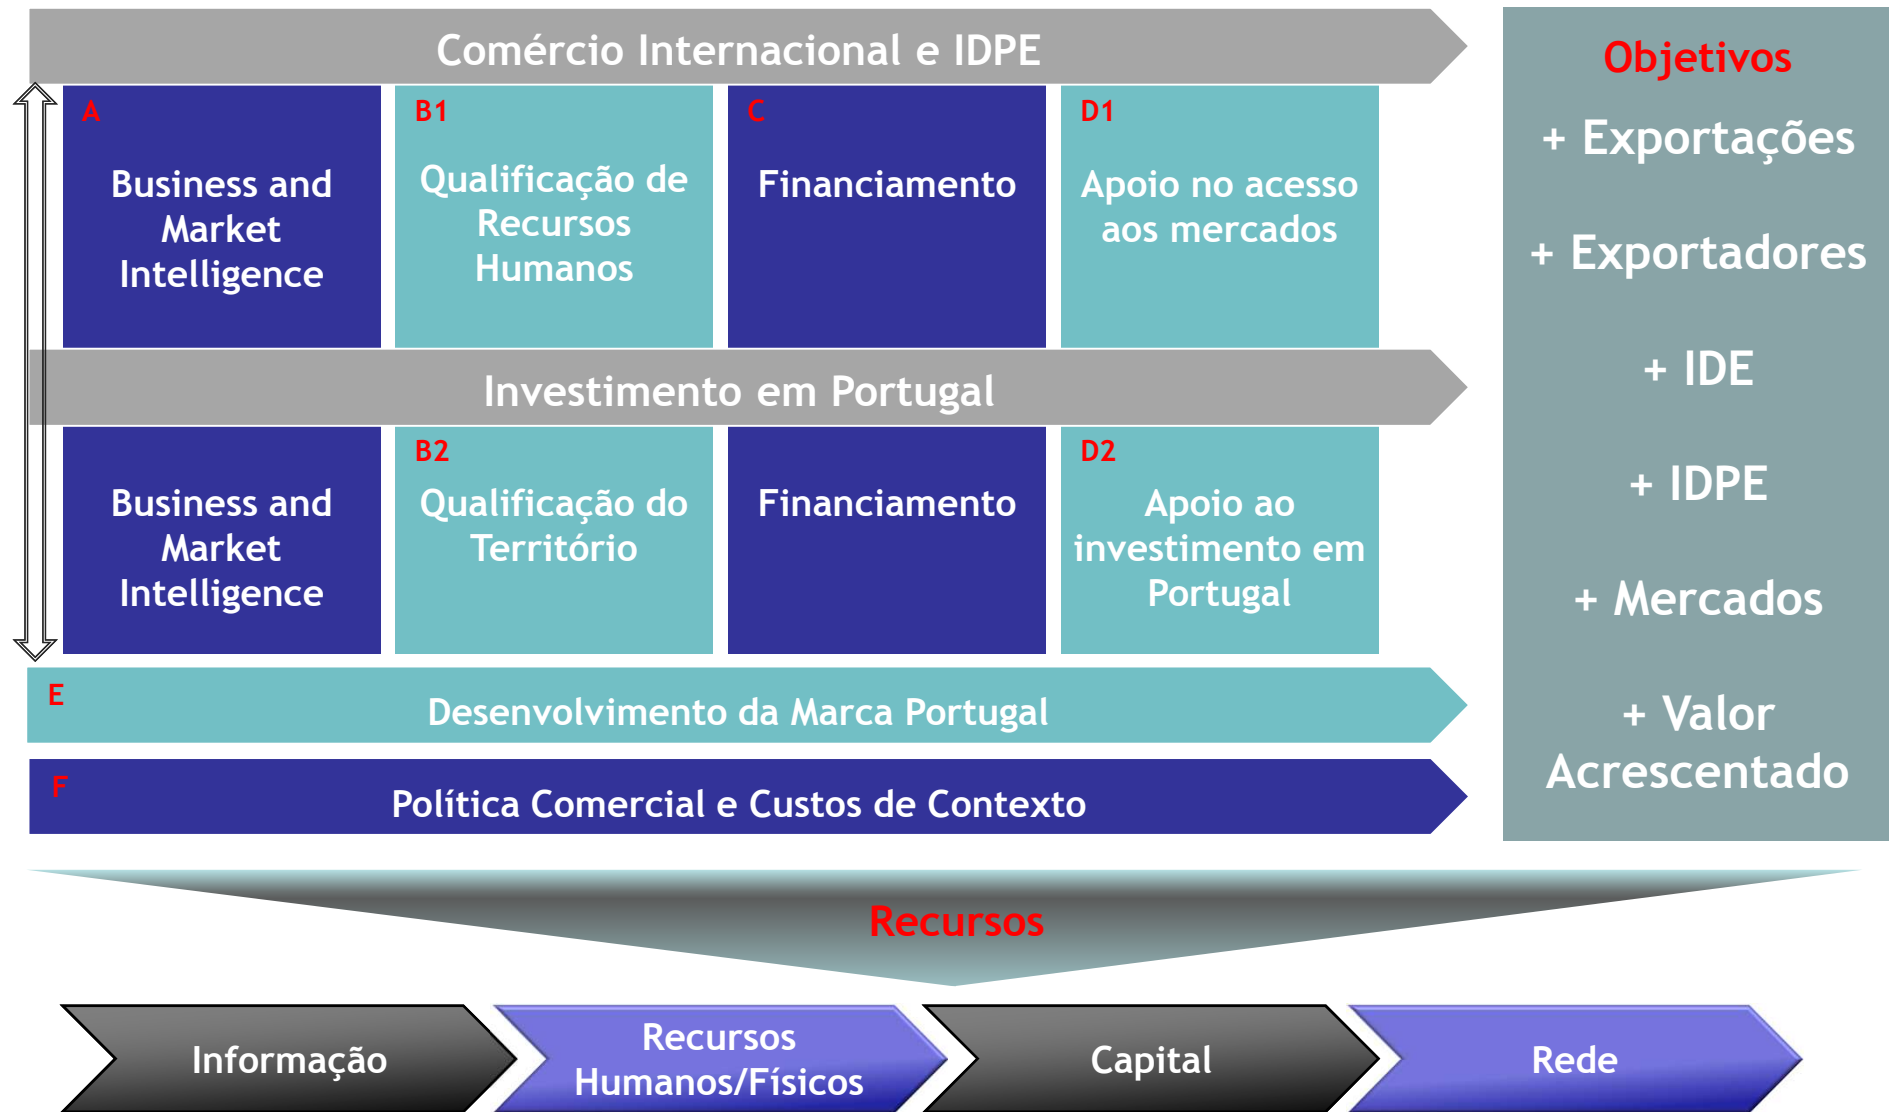 Comércio Internacional e IDPE
A
Business and
Market
Intelligence
B1
Qualificação de
Recursos
Humanos
C
Financiamento
D1
Apoio no acesso
aos mercados
Investimento em Portugal
Business and
Market
Intelligence
B2
Qualificação do
Território
Financiamento
D2
Apoio ao
investimento em
Portugal
E
Desenvolvimento da Marca Portugal
F
Política Comercial e Custos de Contexto
Objetivos
+ Exportações
+ Exportadores
+ IDE
+ IDPE
+ Mercados
+ Valor
Acrescentado
Recursos
Informação
Recursos
Humanos/Físicos
Capital
Rede